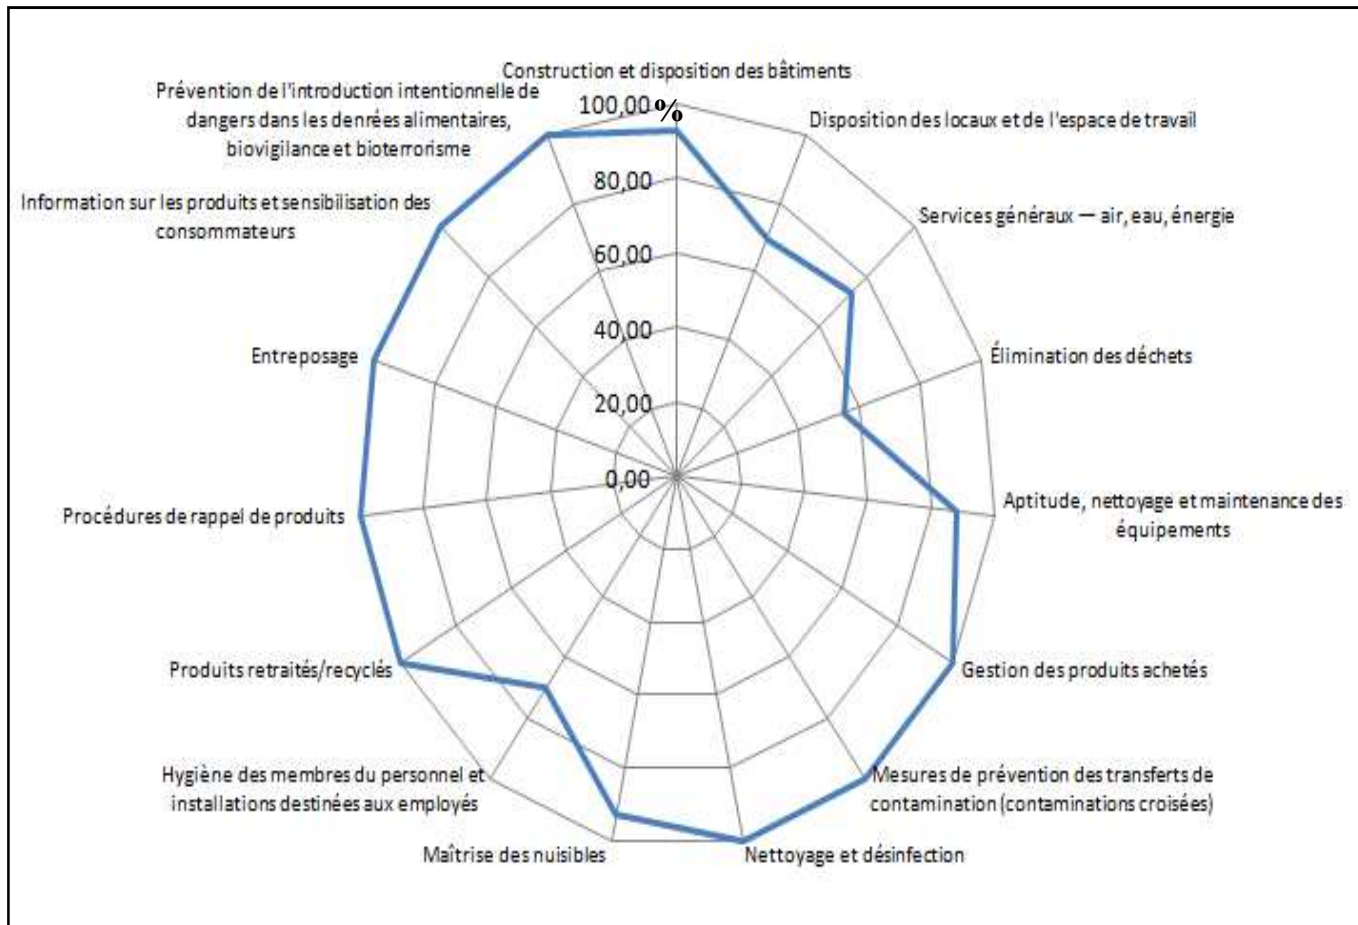 Construction et disposition des bâtiments
Prévention de l'introduction intentionnelle de
dangers dans les denrées alimentaires,
biovigilance et bioterrorisme
100,00%
Disposition des locaux et de l'espace de travail
80,00
Information sur les produits et sensibilisation des
consommateurs
Services généraux — air, eau, énergie
60,00
40,00
Entreposage
Élimination des déchets
20,00
0,00
Procédures de rappel de produits
Aptitude, nettoyage et maintenance des
équipements
Produits retraités/recyclés
Gestion des produits achetés
Hygiène des membres du personnel et
installations destinées aux employés
Mesures de prévention des transferts de
contamination (contaminations croisées)
Maîtrise des nuisibles
Nettoyage et désinfection